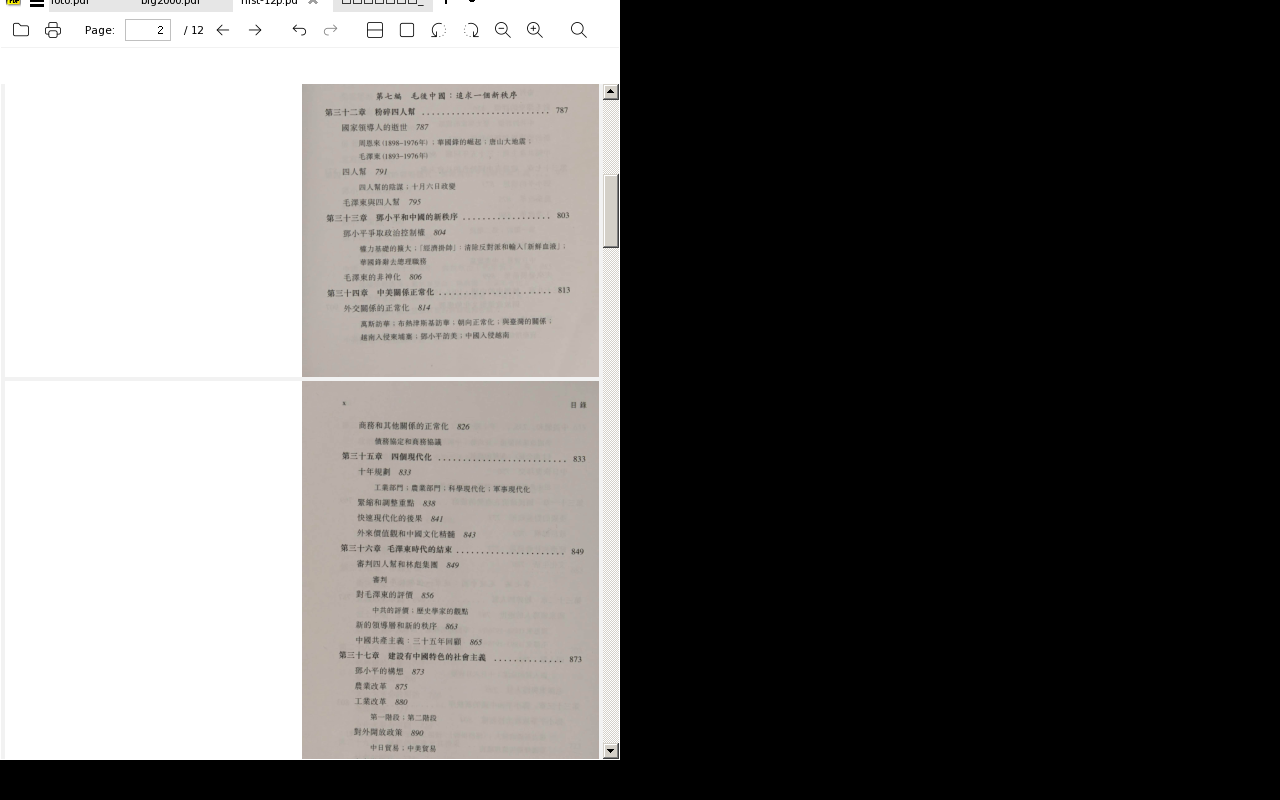 Page: 2 / 12
第七編 毛後中國：追求一個新秩序
第三十二章 粉碎四人幫 .......................... 787
國家領導人的逝世 787
周恩來(1898-1976年)；華國鋒的崛起；唐山大地震；
毛澤東(1893-1976年)
四人幫 791
四人幫的陰謀；十月六日政變
毛澤東與四人幫 795
第三十三章 鄧小平和中國的新秩序 .................. 803
鄧小平爭取政治控制權 804
權力基礎的擴大；「經濟掛帥」；清除反對派和輸入「新鮮血液」；
華國鋒辭去總理職務
毛澤東的非神化 806
第三十四章 中美關係正常化 ....................... 813
外交關係的正常化 814
萬斯訪華；布熱津斯基訪華；朝向正常化；與臺灣的關係；
越南入侵柬埔寨；鄧小平訪美；中國入侵越南
目錄
商務和其他關係的正常化 826
債務協定和商務協議
第三十五章 四個現代化 .......................... 833
十年規劃 833
工業部門；農業部門；科學現代化；軍事現代化
緊縮和調整重點 838
快速現代化的後果 841
外來價值觀和中國文化精髓 843
第三十六章 毛澤東時代的結束 ..................... 849
審判四人幫和林彪集團 849
審判
對毛澤東的評價 856
中共的評價；歷史學家的觀點
新的領導層和新的秩序 863
中國共產主義：三十五年回顧 865
第三十七章 建設有中國特色的社會主義 .............. 873
鄧小平的構想 873
農業改革 875
工業改革 880
第一階段；第二階段
對外開放政策 890
中日貿易；中美貿易